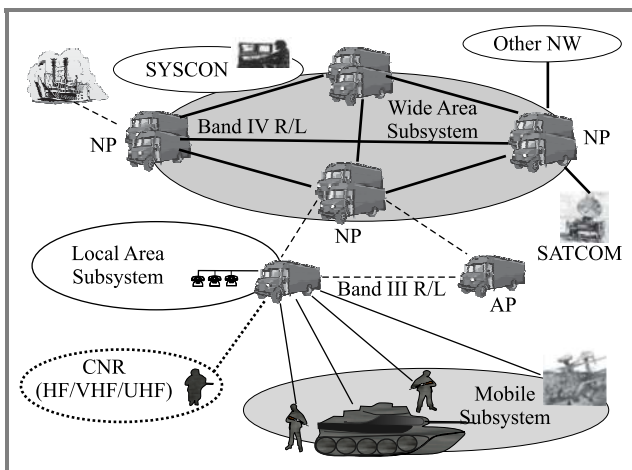 SYSCON
Other NW
Wide Area
Subsystem
Band IV R/L
NP
NP
NP
SATCOM
Local Area
Subsystem
Band III R/L
AP
CNR
(HF/VHF/UHF)
Mobile
Subsystem